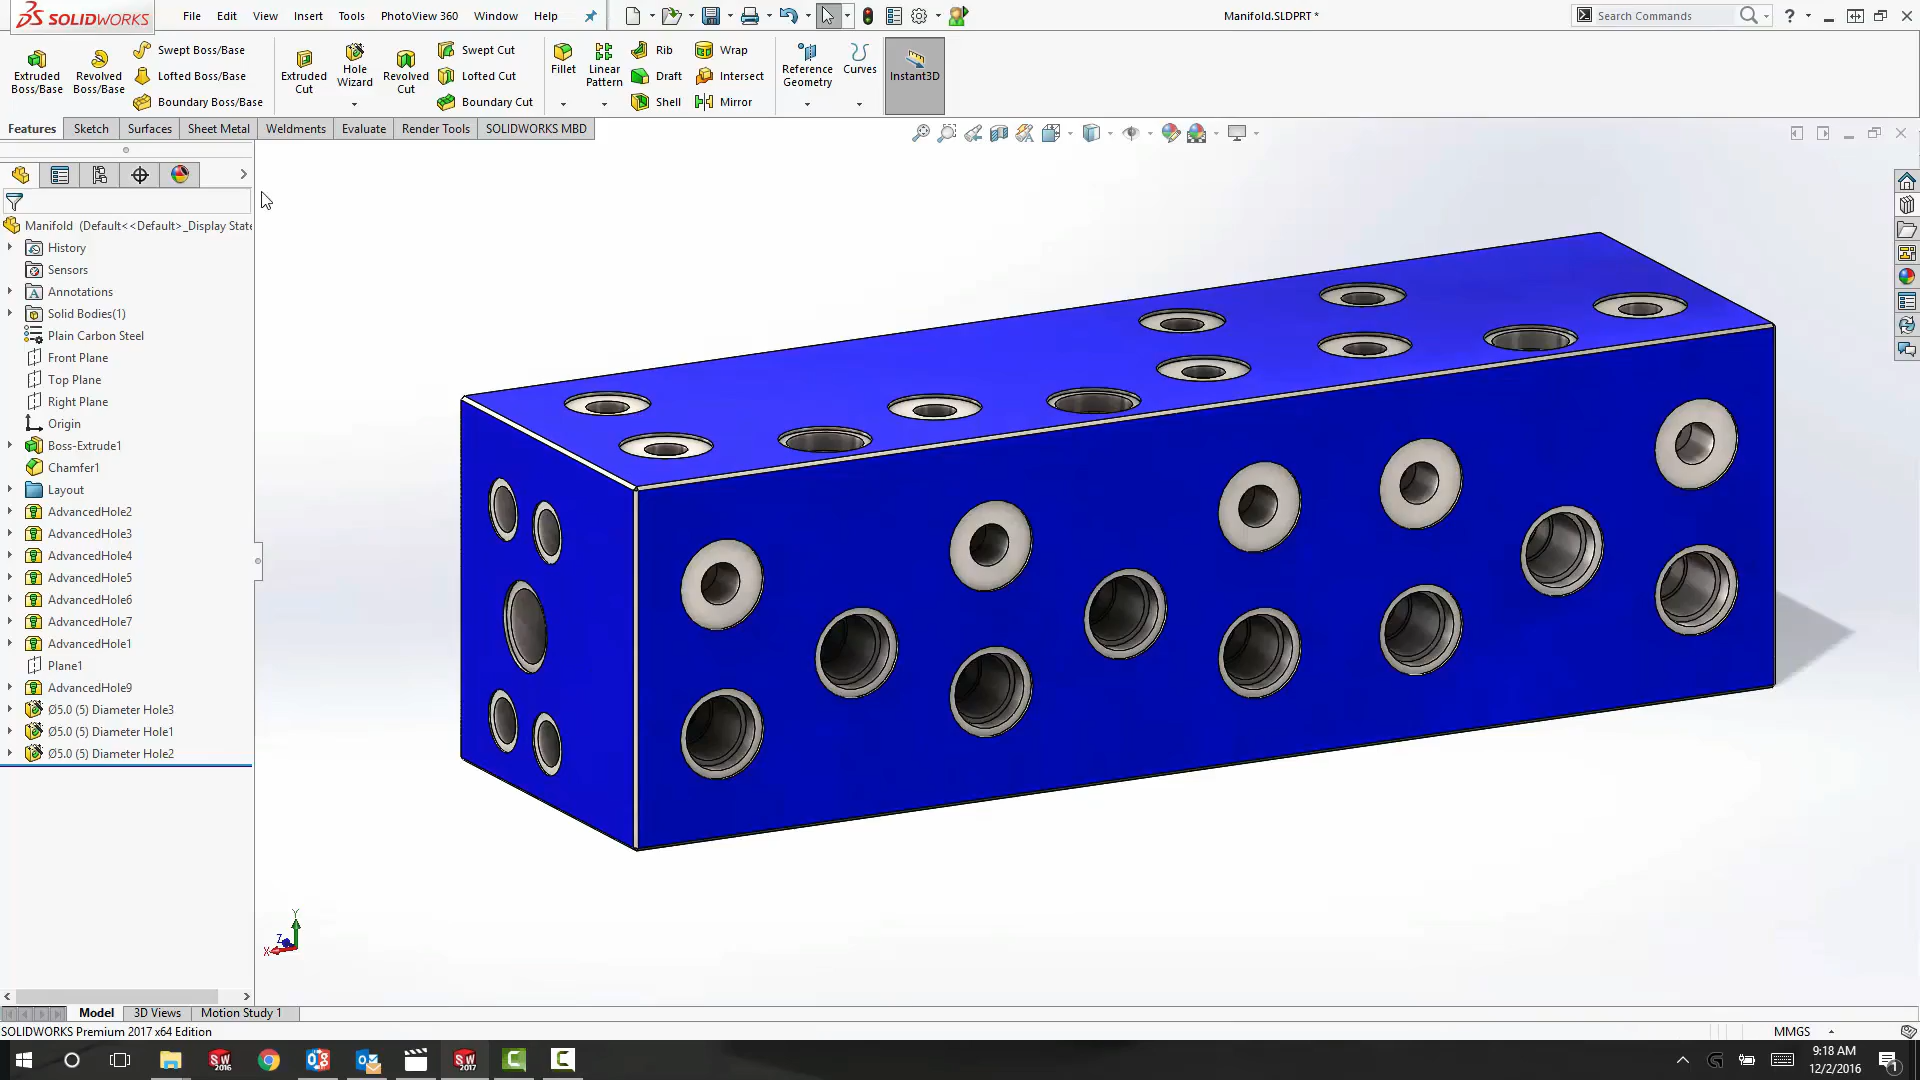 SOLIDWORKS
File Edit View Insert Tools PhotoView 360 Window Help
Manifold.SLDPRT *
Search Commands
Extruded Boss/Base
Revolved Boss/Base
Swept Boss/Base
Lofted Boss/Base
Boundary Boss/Base
Extruded Cut
Hole Wizard
Revolved Cut
Swept Cut
Lofted Cut
Boundary Cut
Fillet
Linear Pattern
Rib
Draft
Shell
Wrap
Intersect
Mirror
Reference Geometry
Curves
Instant3D
Features Sketch Surfaces Sheet Metal Weldments Evaluate Render Tools SOLIDWORKS MBD
Manifold (Default<<Default>_Display State
History
Sensors
Annotations
Solid Bodies(1)
Plain Carbon Steel
Front Plane
Top Plane
Right Plane
Origin
Boss-Extrude1
Chamfer1
Layout
AdvancedHole2
AdvancedHole3
AdvancedHole4
AdvancedHole5
AdvancedHole6
AdvancedHole7
AdvancedHole1
Plane1
AdvancedHole9
Ø5.0 (5) Diameter Hole3
Ø5.0 (5) Diameter Hole1
Ø5.0 (5) Diameter Hole2
Y
Z
X
Model 3D Views Motion Study 1
SOLIDWORKS Premium 2017 x64 Edition
MMGS
SW 2016
SW 2017
9:18 AM
12/2/2016
1